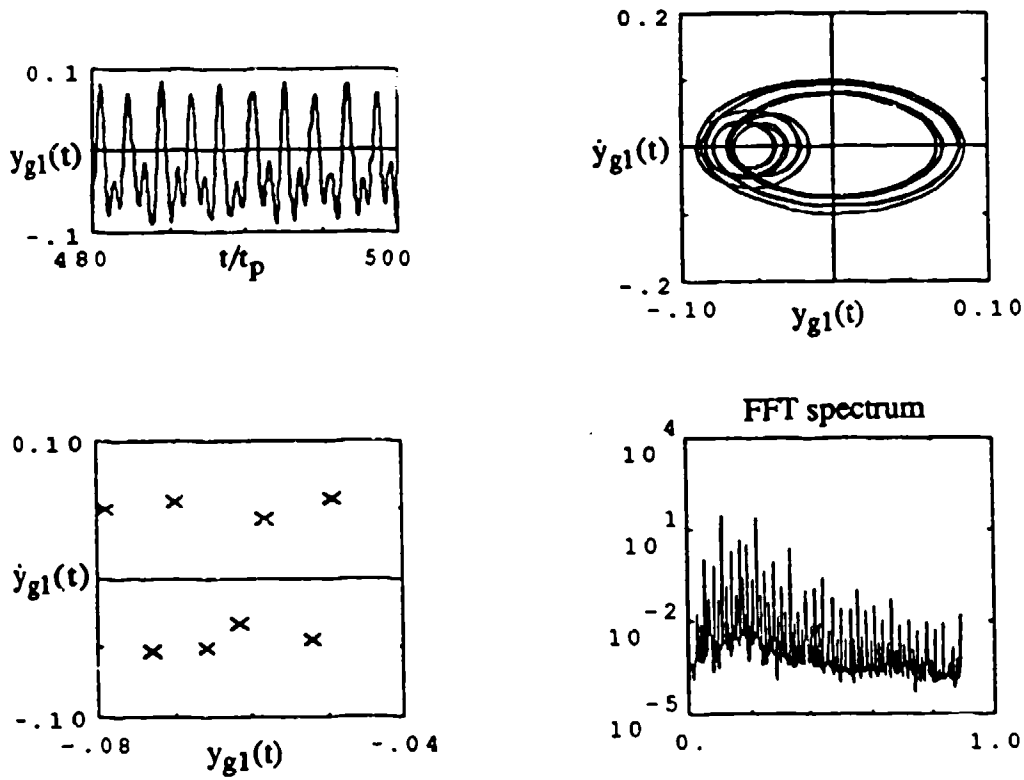 0.1
y_g1(t)
-.1
480
t/t_p
500
0.2
ẏ_g1(t)
-.2
-.10
y_g1(t)
0.10
0.10
ẏ_g1(t)
-.10
-.08
y_g1(t)
-.04
FFT spectrum
10^4
10^1
10^-2
10^-5
0.
1.0